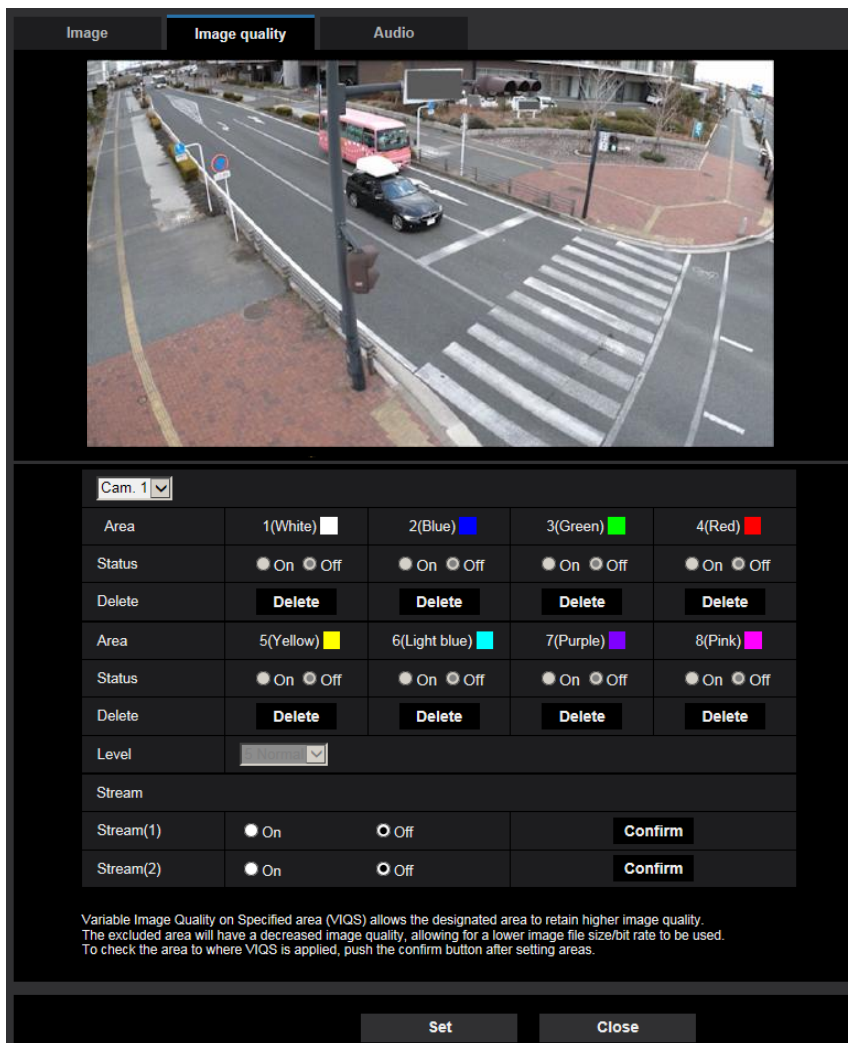 Image Image quality Audio
Cam. 1
Area 1(White) 2(Blue) 3(Green) 4(Red)
Status On Off On Off On Off On Off
Delete Delete Delete Delete Delete
Area 5(Yellow) 6(Light blue) 7(Purple) 8(Pink)
Status On Off On Off On Off On Off
Delete Delete Delete Delete Delete
Level 5 Normal
Stream
Stream(1) On Off Confirm
Stream(2) On Off Confirm
Variable Image Quality on Specified area (VIQS) allows the designated area to retain higher image quality.
The excluded area will have a decreased image quality, allowing for a lower image file size/bit rate to be used.
To check the area to where VIQS is applied, push the confirm button after setting areas.
Set Close